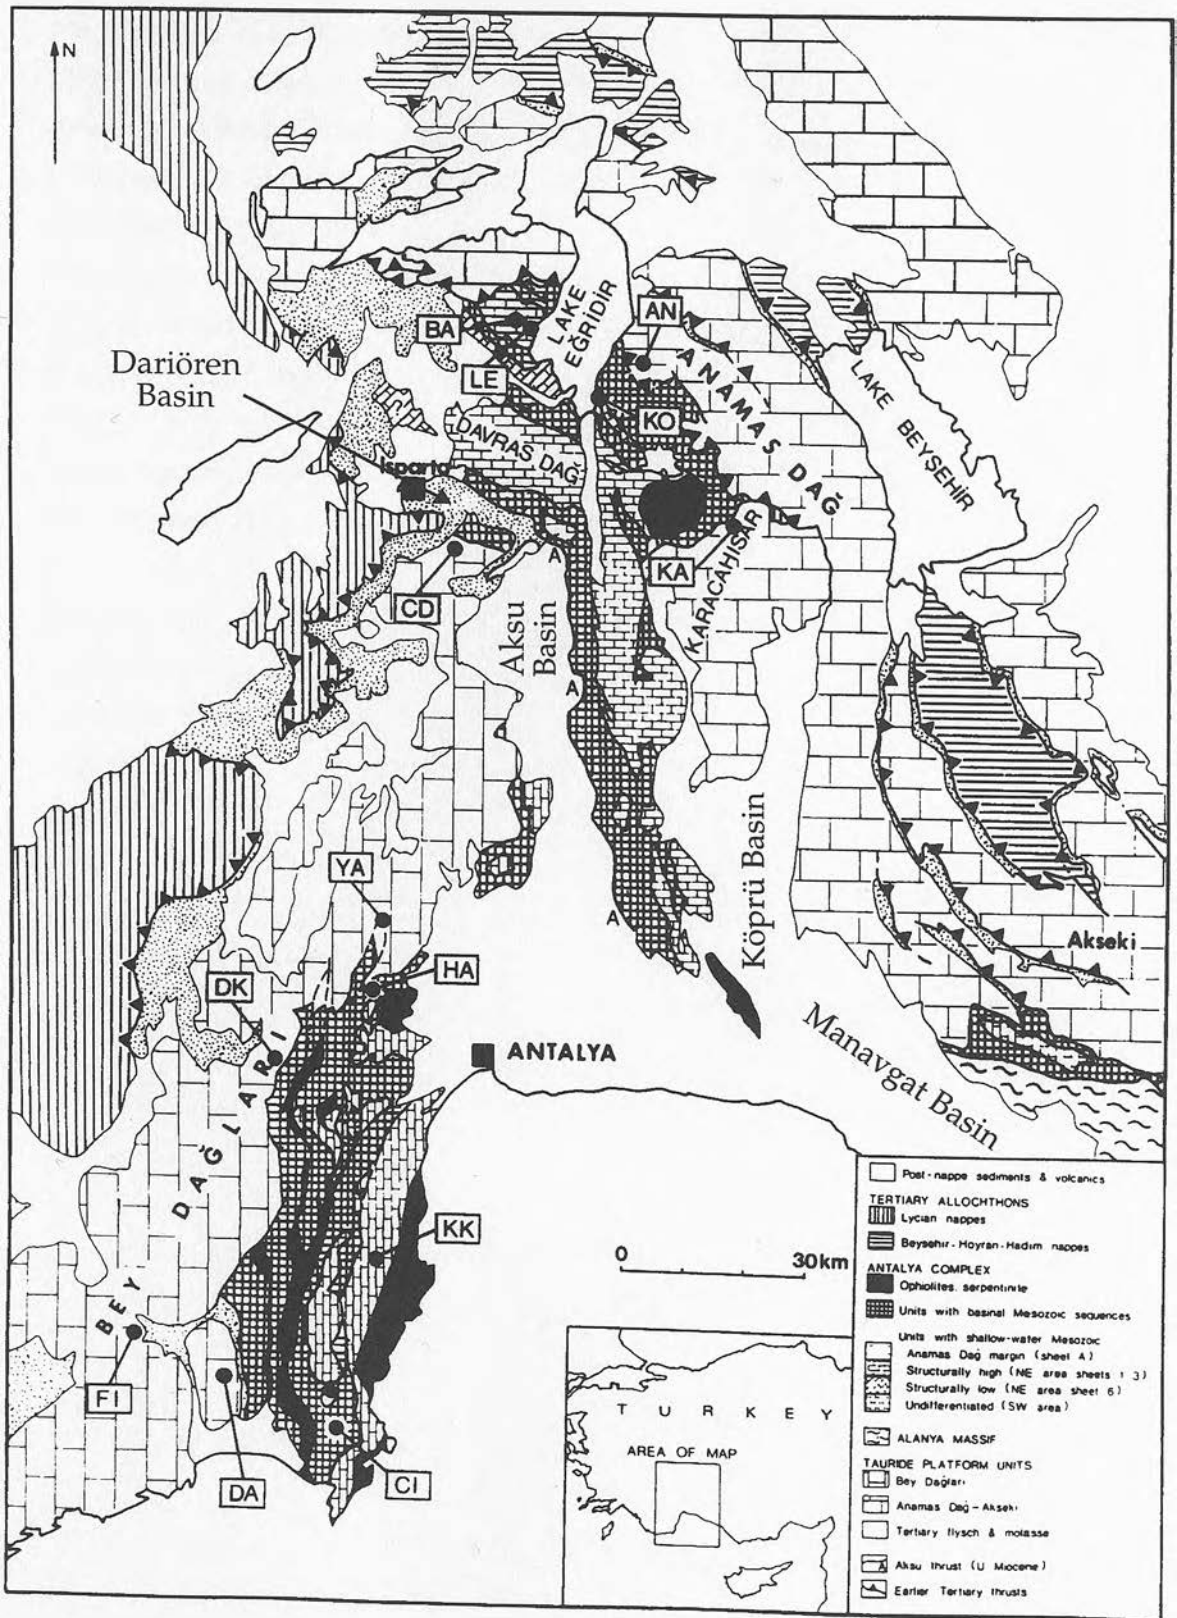 N
LAKE
EĞRİDİR
BA
AN
Dariören
Basin
LE
ANAMAS DAĞ
LAKE BEYŞEHİR
KO
DAVRAS DAĞ
Isparta
A
KA
KARACAHISAR
CD
Aksu
Basin
A
Köprü Basin
YA
A
Akseki
HA
DK
ANTALYA
Manavgat Basin
BEY DAĞLARI
KK
0 30km
FI
DA
CI
TURKEY
AREA OF MAP
Post-nappe sediments & volcanics
TERTIARY ALLOCHTHONS
Lycian nappes
Beysehir-Hoyran-Hadim nappes
ANTALYA COMPLEX
Ophiolites, serpentinite
Units with basinal Mesozoic sequences
Units with shallow-water Mesozoic
Anamas Dağ margin (sheet A)
Structurally high (NE area sheets 1 3)
Structurally low (NE area sheet 6)
Undifferentiated (SW area)
ALANYA MASSIF
TAURIDE PLATFORM UNITS
Bey Dağları
Anamas Dağ-Akseki
Tertiary flysch & molasse
A
Aksu thrust (U Miocene)
Earlier Tertiary thrusts